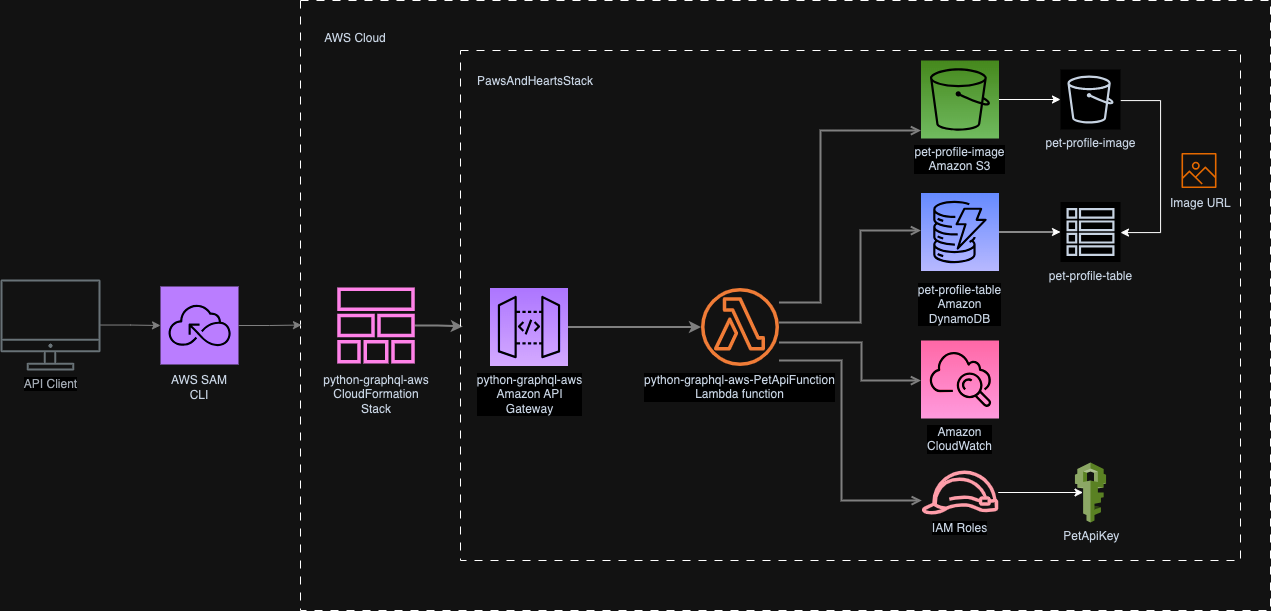 AWS Cloud
PawsAndHeartsStack
pet-profile-image
Amazon S3
pet-profile-image
Image URL
pet-profile-table
Amazon
DynamoDB
pet-profile-table
API Client
AWS SAM
CLI
python-graphql-aws
CloudFormation
Stack
python-graphql-aws
Amazon API
Gateway
python-graphql-aws-PetApiFunction
Lambda function
Amazon
CloudWatch
IAM Roles
PetApiKey